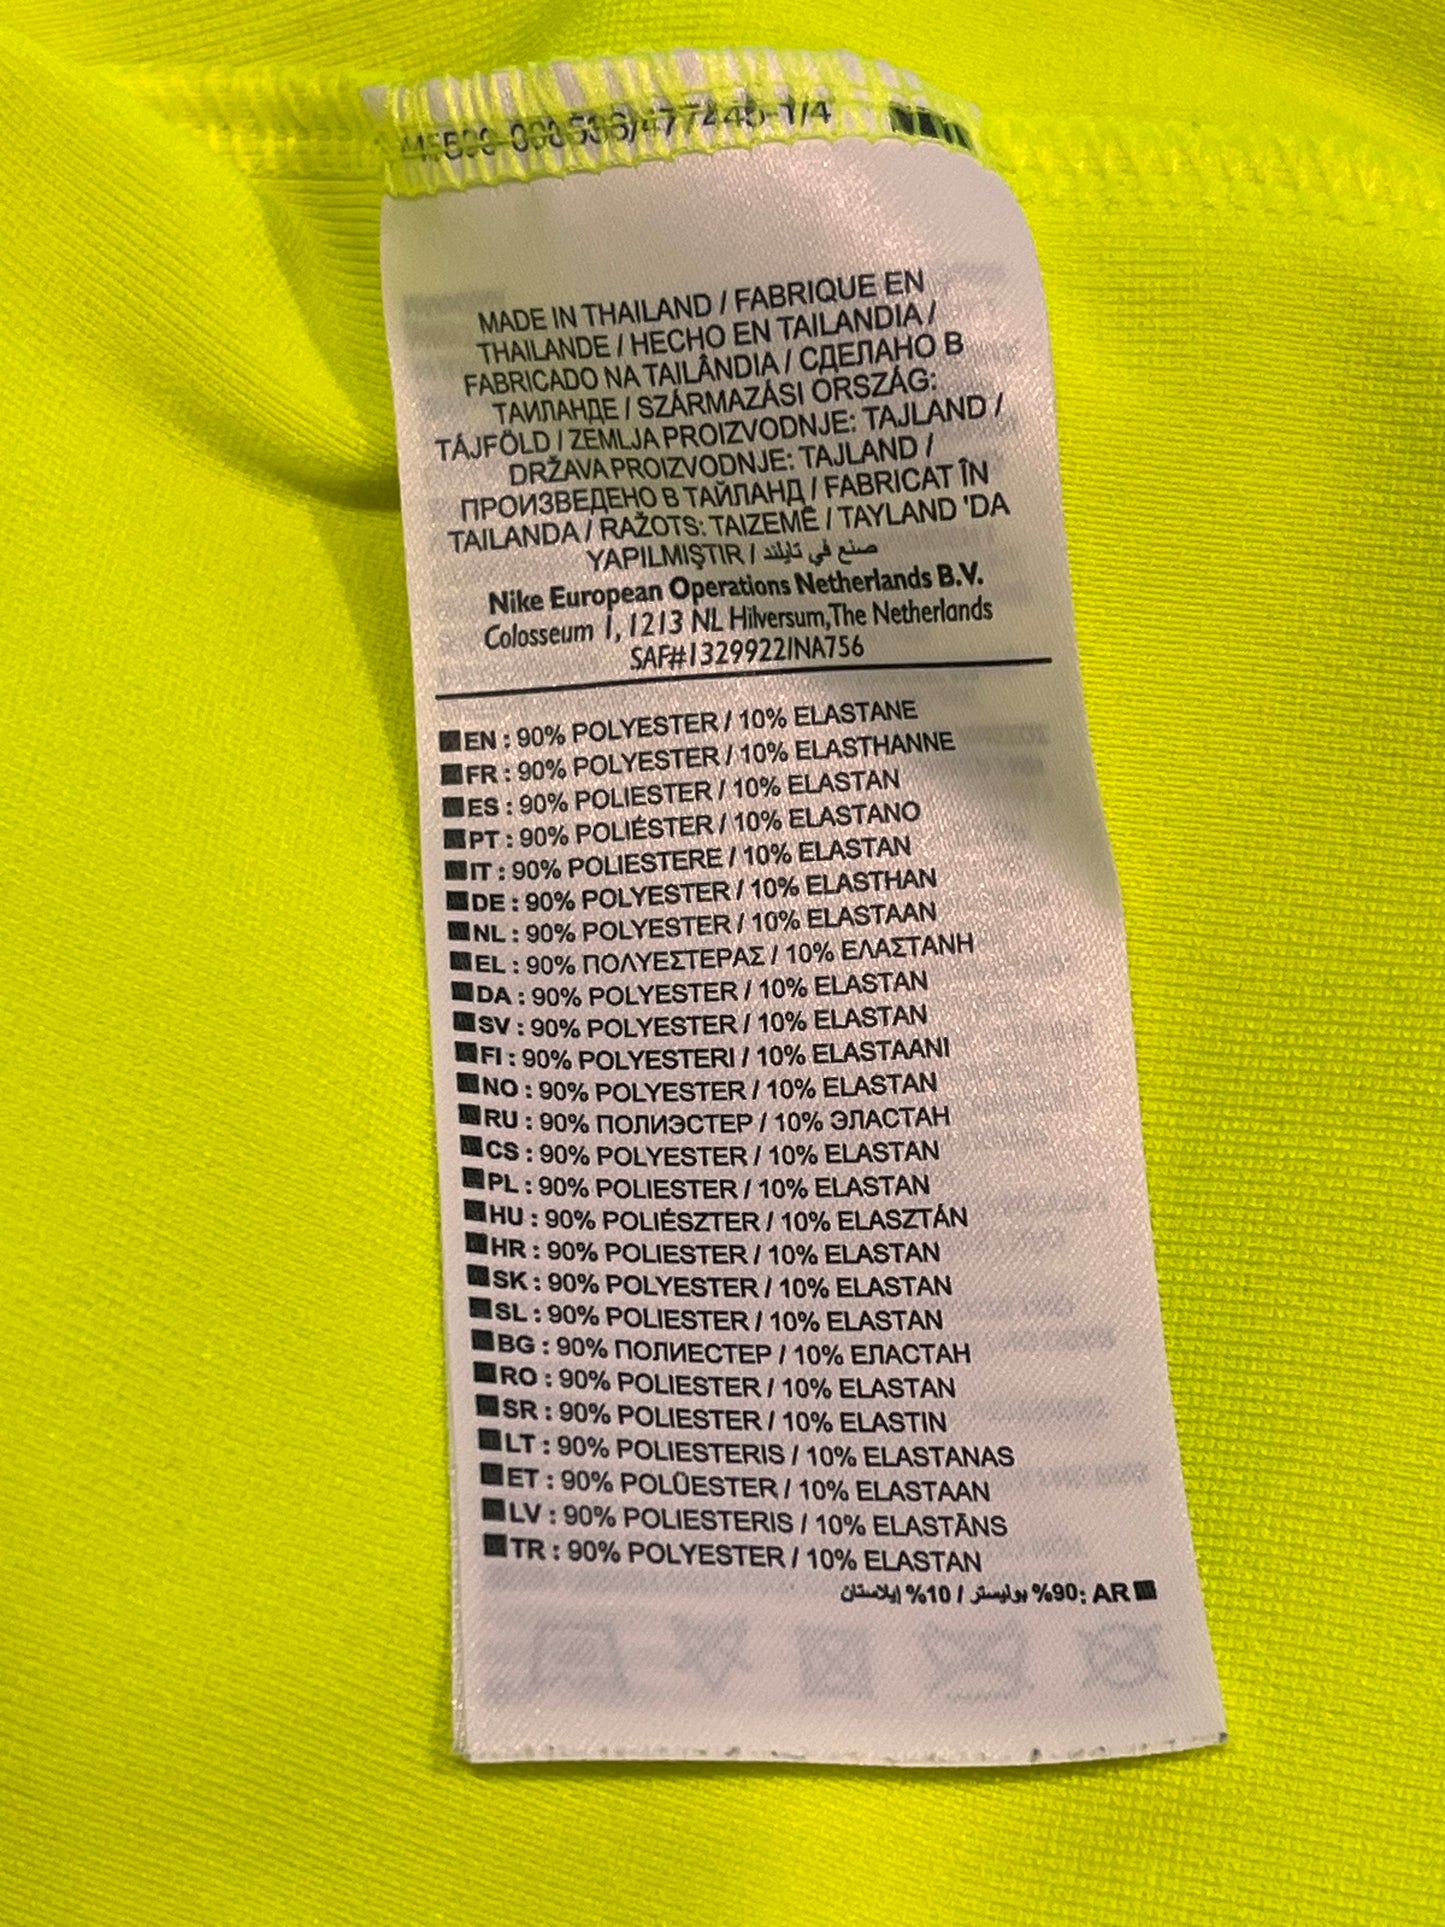 MADE IN THAILAND / FABRIQUE EN
THAILANDE / HECHO EN TAILANDIA /
FABRICADO NA TAILÂNDIA / СДЕЛАНО В
ТАИЛАНДЕ / SZÁRMAZÁSI ORSZÁG:
TÁJFÖLD / ZEMLJA PROIZVODNJE: TAJLAND /
DRŽAVA PROIZVODNJE: TAJLAND /
ПРОИЗВЕДЕНО В ТАЙЛАНД / FABRICAT ÎN
TAILANDA / RAŽOTS: TAIZEMĒ / TAYLAND 'DA
YAPILMIŞTIR / صنع في تايلند
Nike European Operations Netherlands B.V.
Colosseum 1, 1213 NL Hilversum, The Netherlands
SAF#1329922/NA756
EN : 90% POLYESTER / 10% ELASTANE
FR : 90% POLYESTER / 10% ELASTHANNE
ES : 90% POLIESTER / 10% ELASTAN
PT : 90% POLIÉSTER / 10% ELASTANO
IT : 90% POLIESTERE / 10% ELASTAN
DE : 90% POLYESTER / 10% ELASTHAN
NL : 90% POLYESTER / 10% ELASTAAN
EL : 90% ΠΟΛΥΕΣΤΕΡΑΣ / 10% ΕΛΑΣΤΑΝΗ
DA : 90% POLYESTER / 10% ELASTAN
SV : 90% POLYESTER / 10% ELASTAN
FI : 90% POLYESTERI / 10% ELASTAANI
NO : 90% POLYESTER / 10% ELASTAN
RU : 90% ПОЛИЭСТЕР / 10% ЭЛАСТАН
CS : 90% POLYESTER / 10% ELASTAN
PL : 90% POLIESTER / 10% ELASTAN
HU : 90% POLIÉSZTER / 10% ELASZTÁN
HR : 90% POLIESTER / 10% ELASTAN
SK : 90% POLYESTER / 10% ELASTAN
SL : 90% POLIESTER / 10% ELASTAN
BG : 90% ПОЛИЕСТЕР / 10% ЕЛАСТАН
RO : 90% POLIESTER / 10% ELASTAN
SR : 90% POLIESTER / 10% ELASTIN
LT : 90% POLIESTERIS / 10% ELASTANAS
ET : 90% POLÜESTER / 10% ELASTAAN
LV : 90% POLIESTERIS / 10% ELASTĀNS
TR : 90% POLYESTER / 10% ELASTAN
AR :90% بوليستر / 10% إيلاستان